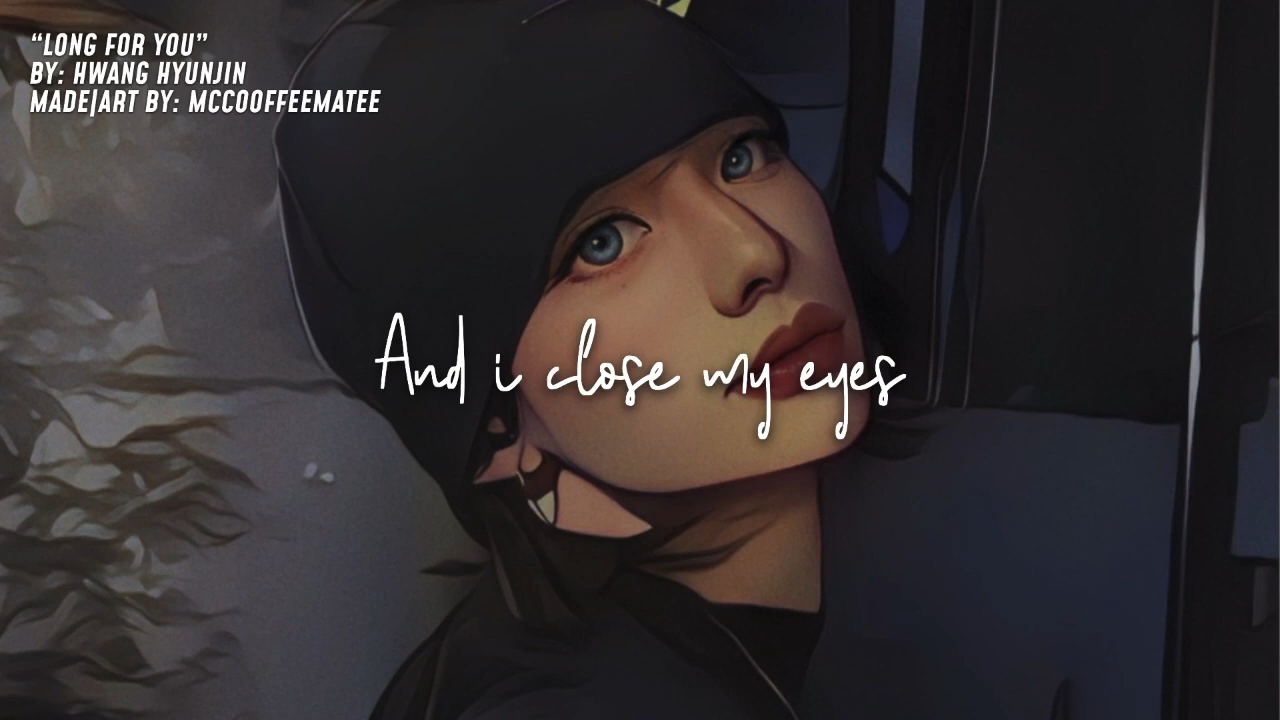 “LONG FOR YOU”
BY: HWANG HYUNJIN
MADE|ART BY: MCCOOFFEEMATEE
And i close my eyes